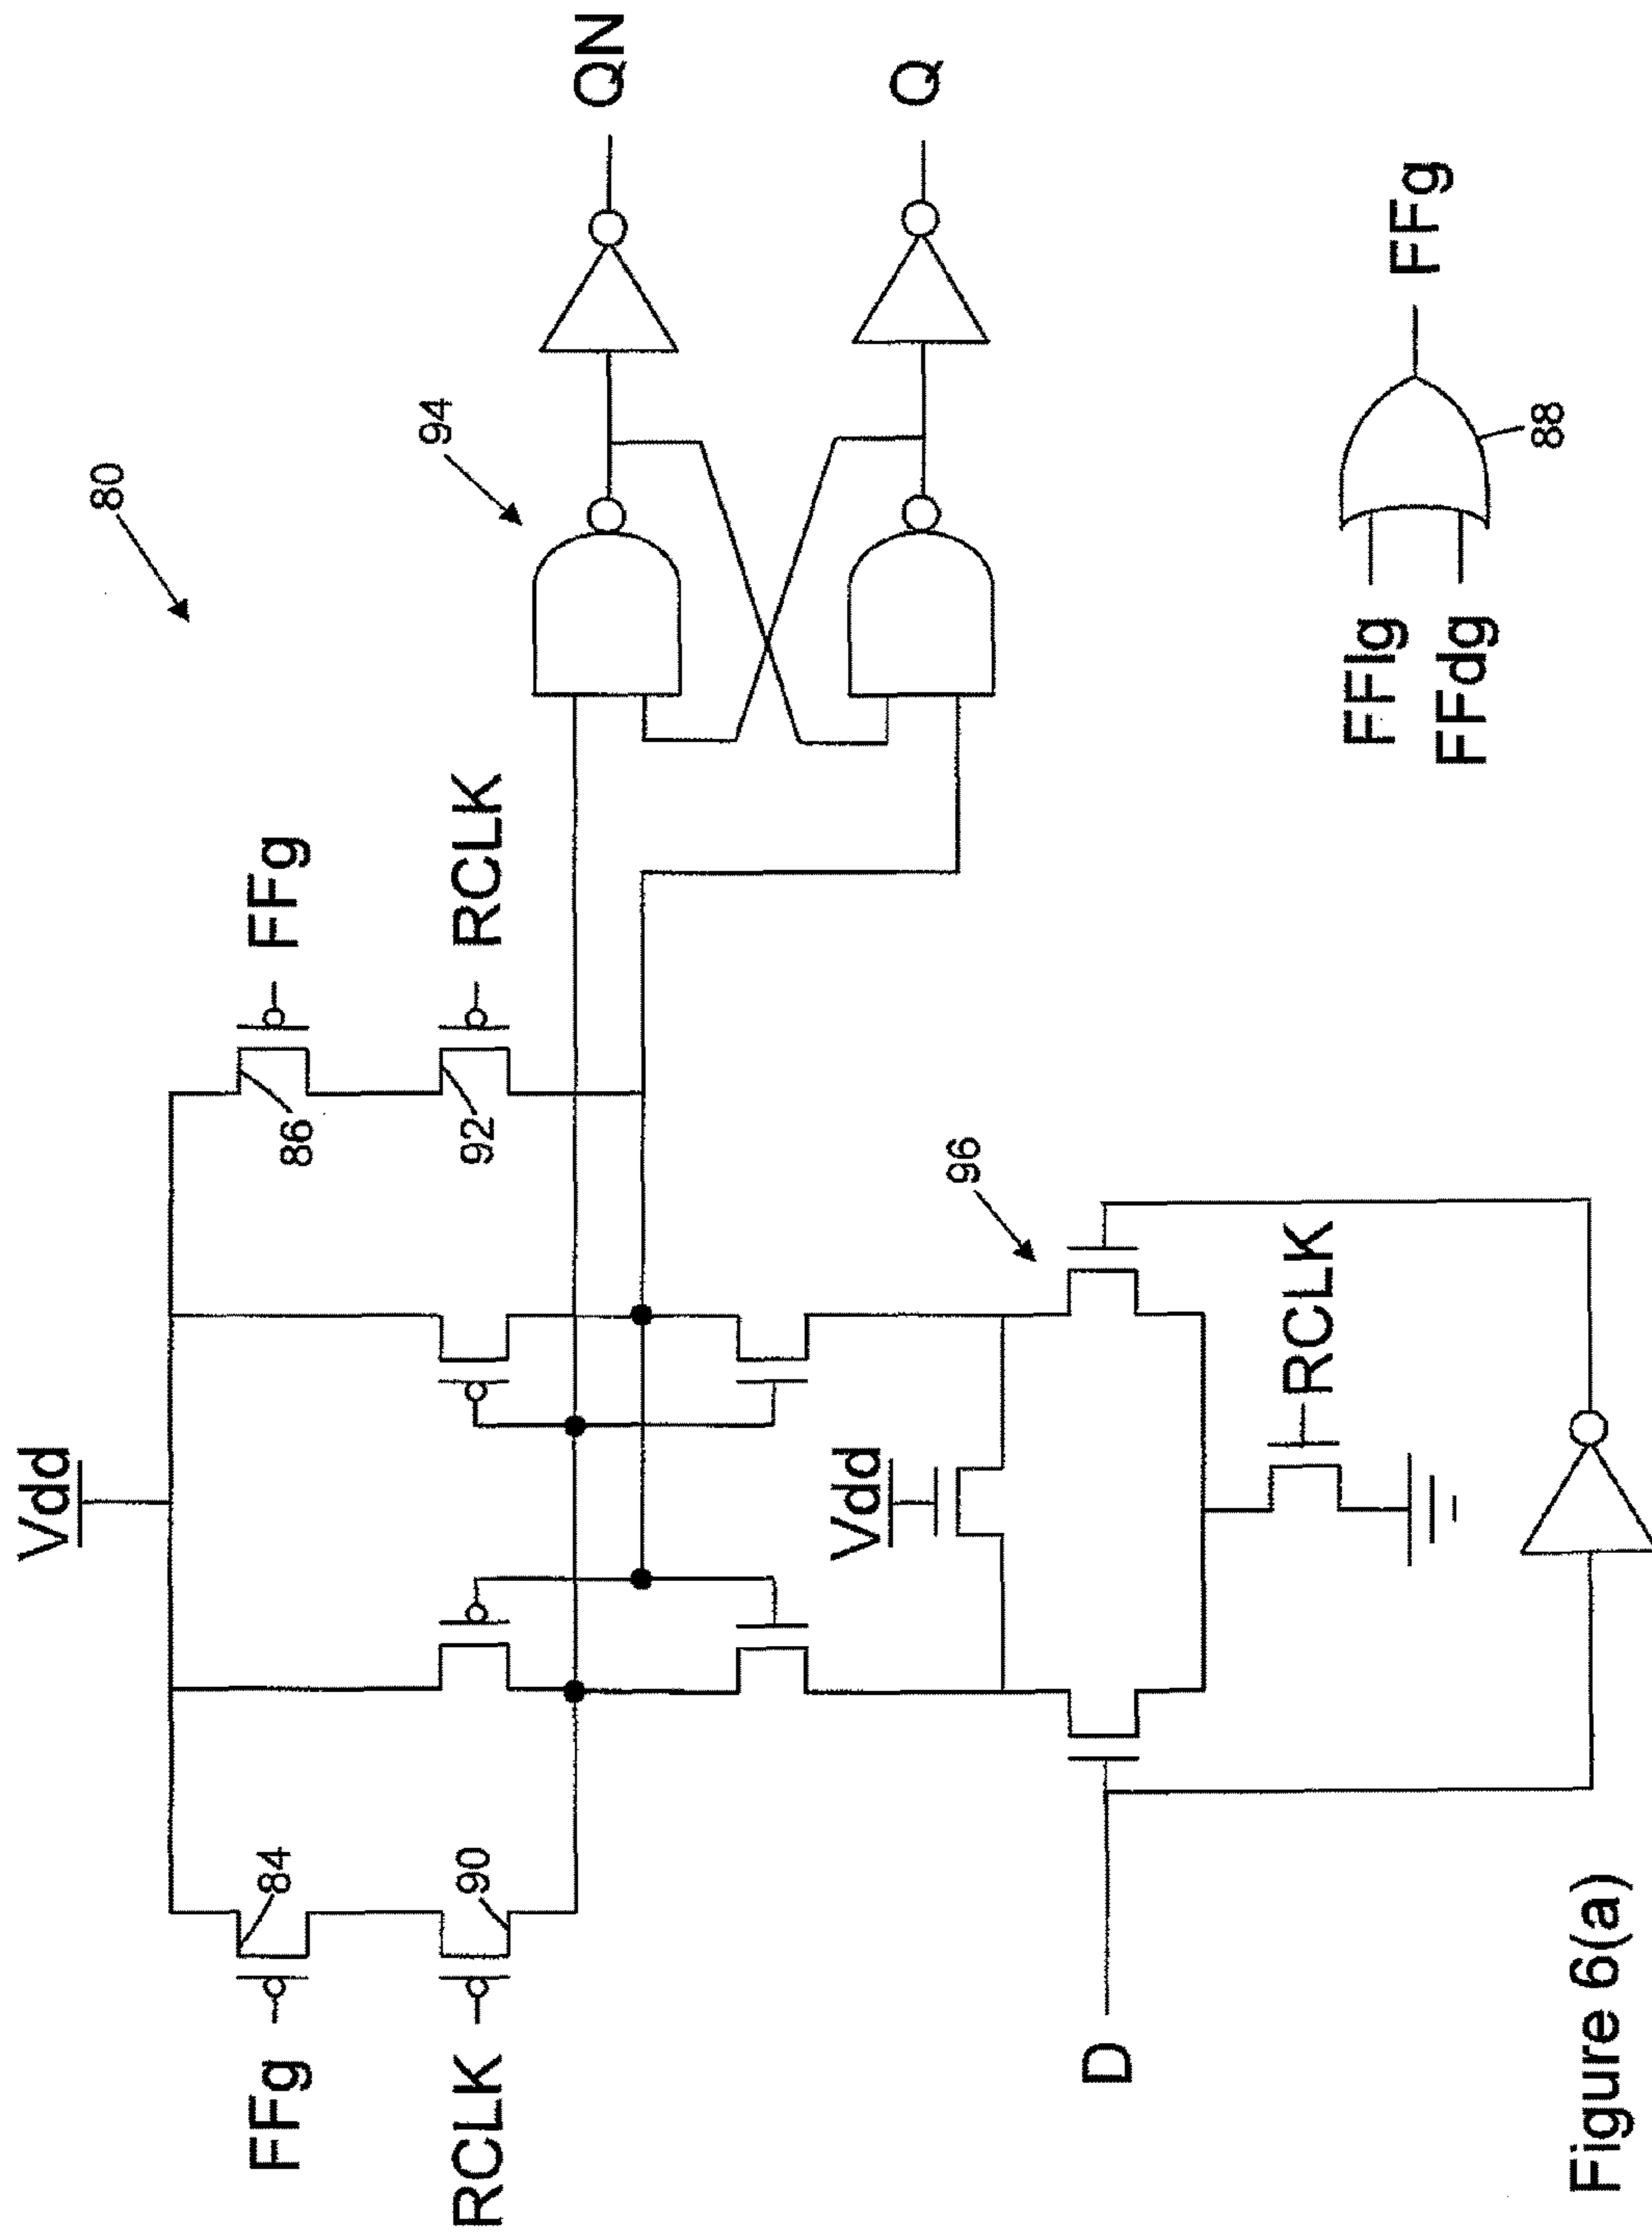 80
Vdd
FFg
84
86
FFg
RCLK
90
92
RCLK
94
QN
Q
Vdd
96
D
RCLK
FFlg
FFdg
88
FFg
Figure 6(a)